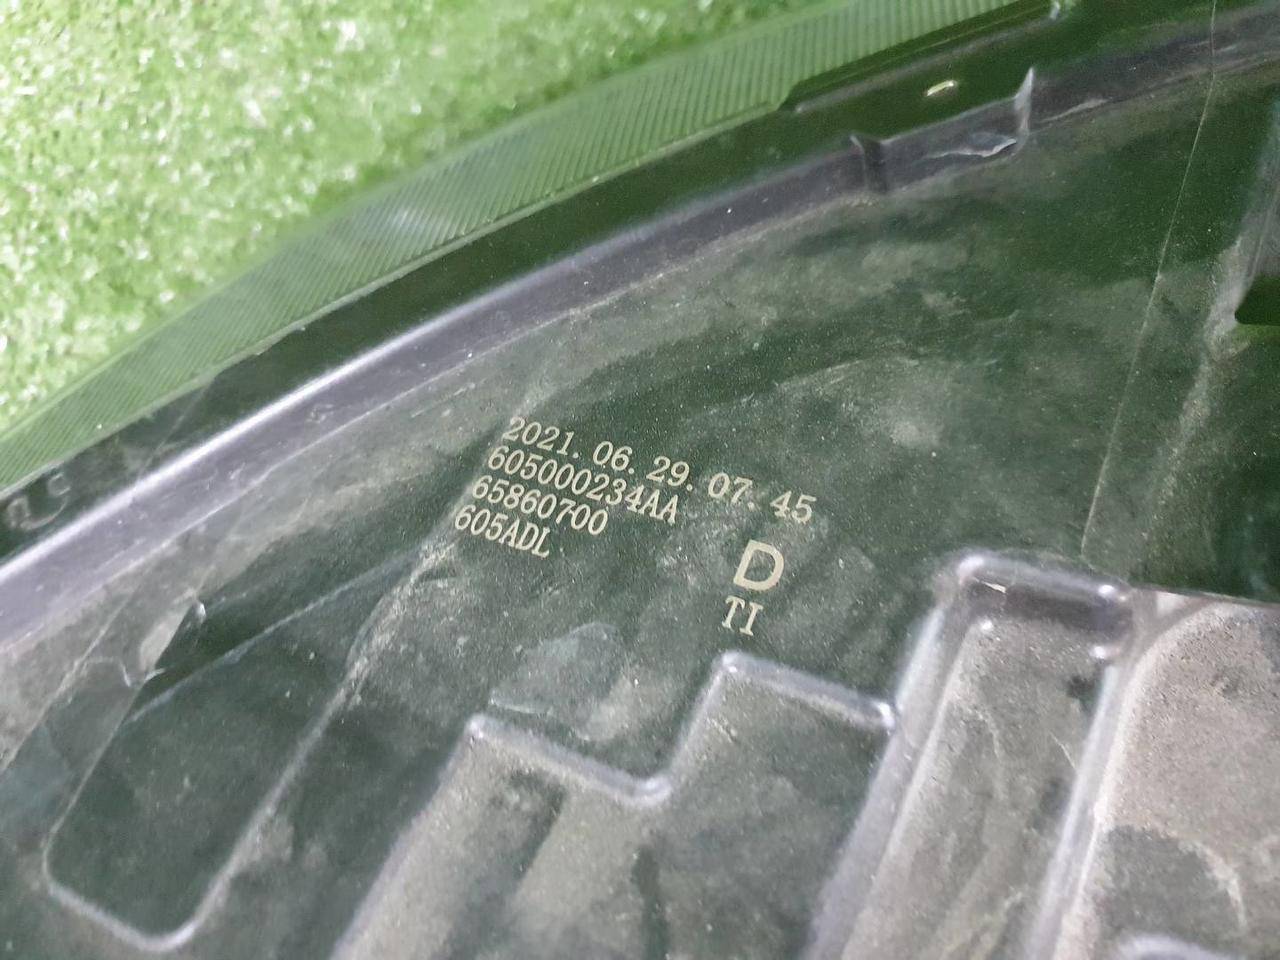 2021. 06. 29. 07. 45
605000234AA
65860700
605ADL
D
TI